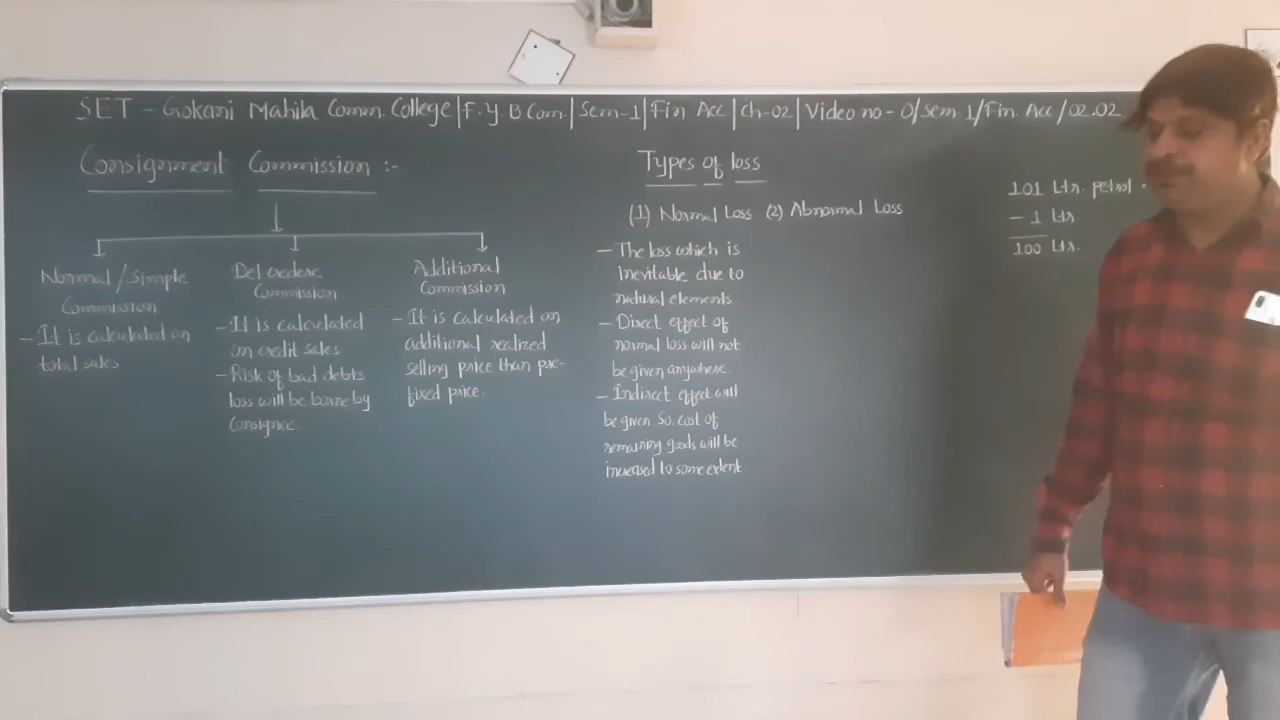 SET - Gokani Mahila Comm. College | F. Y. B Com. | Sem-1 | Fin Acc | Ch-02 | Video no - 0/Sem 1/Fin. Acc / 02.02
Consignment Commission :-
Normal / Simple
Commission
- It is calculated on
total sales
Del credere
Commission
- It is calculated
on credit sales
- Risk of bad debts
loss will be borne by
Consignee.
Additional
Commission
- It is calculated on
additional realized
selling price than pre-
fixed price.
Types of loss
(1) Normal Loss (2) Abnormal Loss
- The loss which is
inevitable due to
natural elements
- Direct effect of
normal loss will not
be given anywhere.
- Indirect effect will
be given So. cost of
remaining goods will be
increased to some extent.
101 Ltr. petrol
- 1 Ltr
100 Ltr.